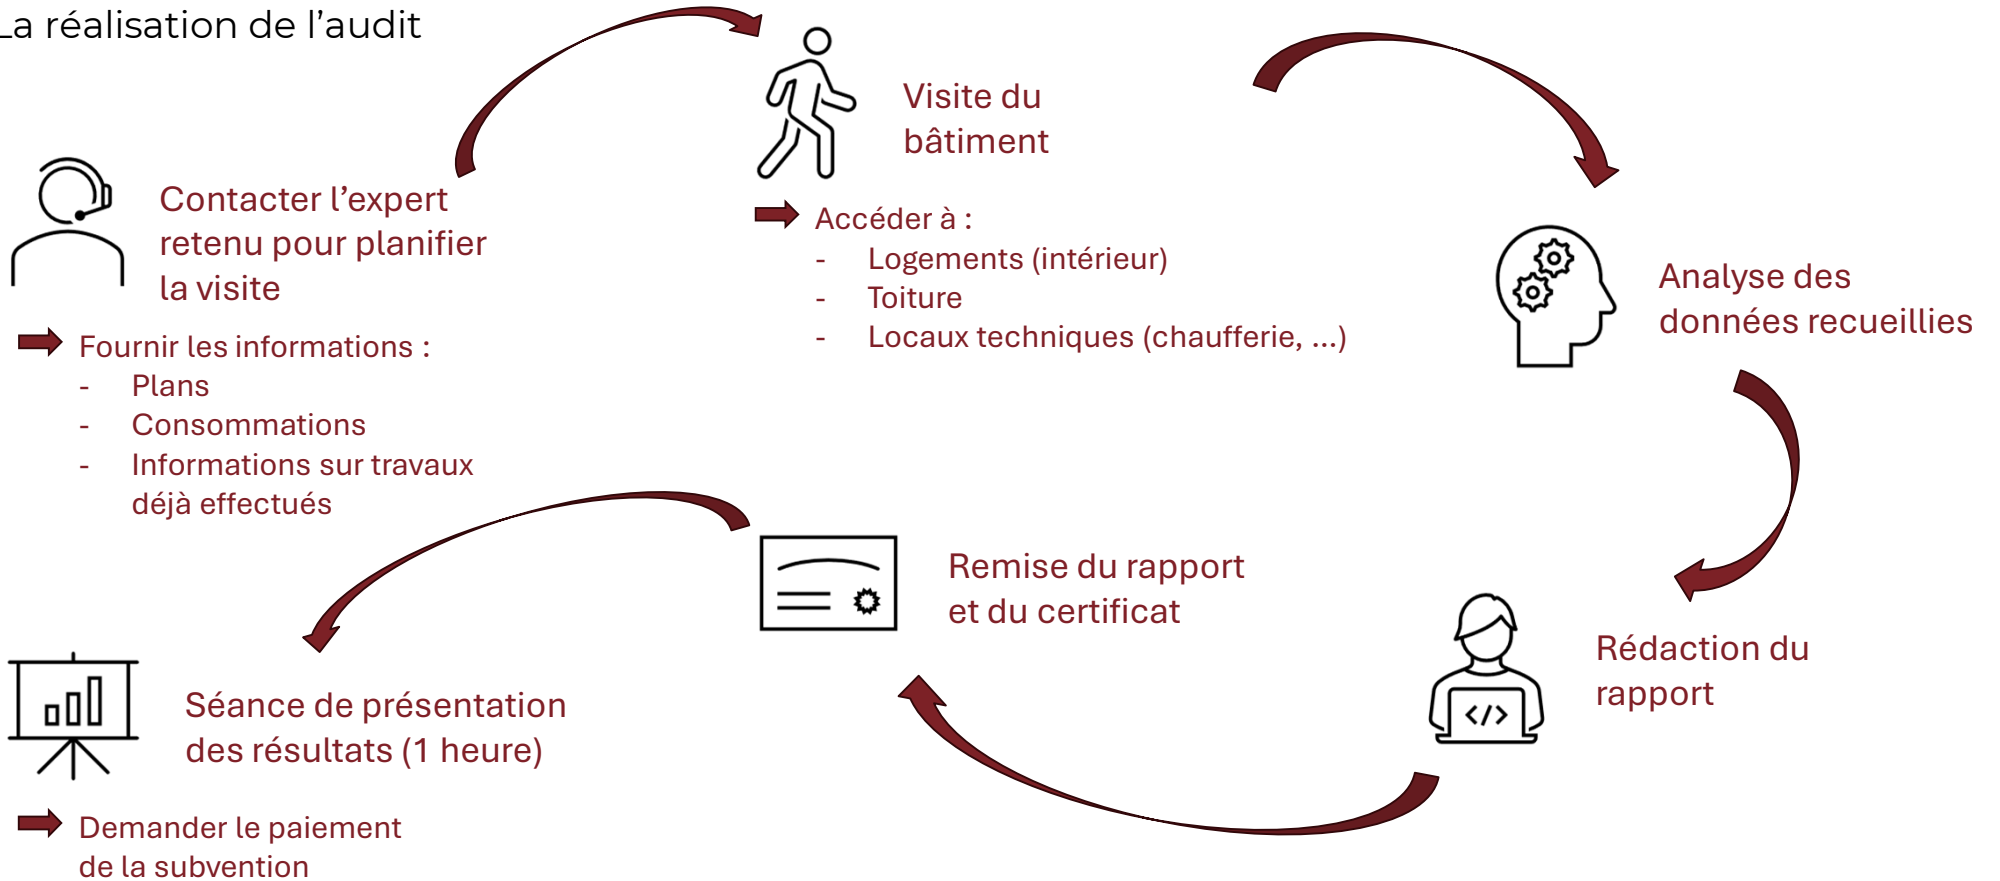 La réalisation de l’audit
Contacter l’expert
retenu pour planifier
la visite
Fournir les informations :
- Plans
- Consommations
- Informations sur travaux
déjà effectués
Visite du
bâtiment
Accéder à :
- Logements (intérieur)
- Toiture
- Locaux techniques (chaufferie, ...)
Analyse des
données recueillies
Rédaction du
rapport
</>
Remise du rapport
et du certificat
Séance de présentation
des résultats (1 heure)
Demander le paiement
de la subvention